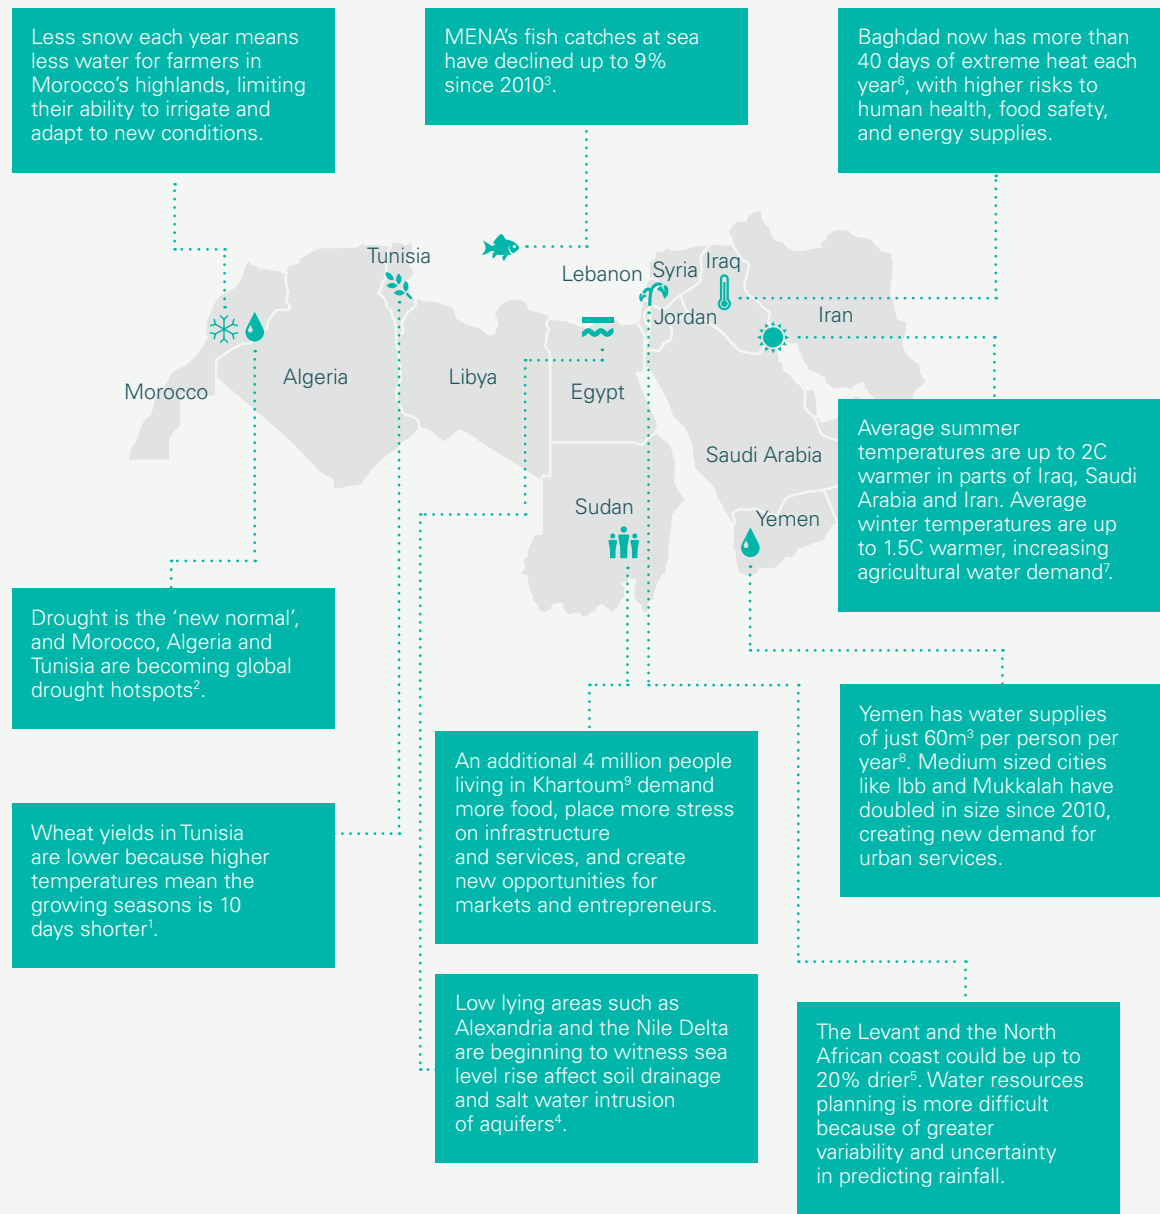 Less snow each year means
less water for farmers in
Morocco’s highlands, limiting
their ability to irrigate and
adapt to new conditions.
MENA’s fish catches at sea
have declined up to 9%
since 2010³.
Baghdad now has more than
40 days of extreme heat each
year⁶, with higher risks to
human health, food safety,
and energy supplies.
Tunisia
Lebanon
Syria
Iraq
Jordan
Iran
Morocco
Algeria
Libya
Egypt
Saudi Arabia
Sudan
Yemen
Average summer
temperatures are up to 2C
warmer in parts of Iraq, Saudi
Arabia and Iran. Average
winter temperatures are up
to 1.5C warmer, increasing
agricultural water demand⁷.
Drought is the ‘new normal’,
and Morocco, Algeria and
Tunisia are becoming global
drought hotspots².
Yemen has water supplies
of just 60m³ per person per
year⁸. Medium sized cities
like Ibb and Mukkalah have
doubled in size since 2010,
creating new demand for
urban services.
An additional 4 million people
living in Khartoum⁹ demand
more food, place more stress
on infrastructure
and services, and create
new opportunities for
markets and entrepreneurs.
Wheat yields in Tunisia
are lower because higher
temperatures mean the
growing seasons is 10
days shorter¹.
Low lying areas such as
Alexandria and the Nile Delta
are beginning to witness sea
level rise affect soil drainage
and salt water intrusion
of aquifers⁴.
The Levant and the North
African coast could be up to
20% drier⁵. Water resources
planning is more difficult
because of greater
variability and uncertainty
in predicting rainfall.